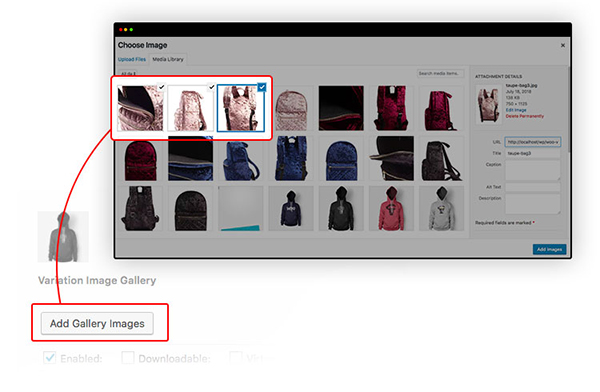 Choose Image
×
Upload Files
Media Library
Search media items...
ATTACHMENT DETAILS
taupe-bag3.jpg
July 16, 2018
138 KB
750 × 1125
Edit Image
Delete Permanently
URL
http://localhost/wp/woo-v
Title
taupe-bag3
Caption
Alt Text
Description
Required fields are marked *
Add Images
Variation Image Gallery
Add Gallery Images
Enabled:
Downloadable: